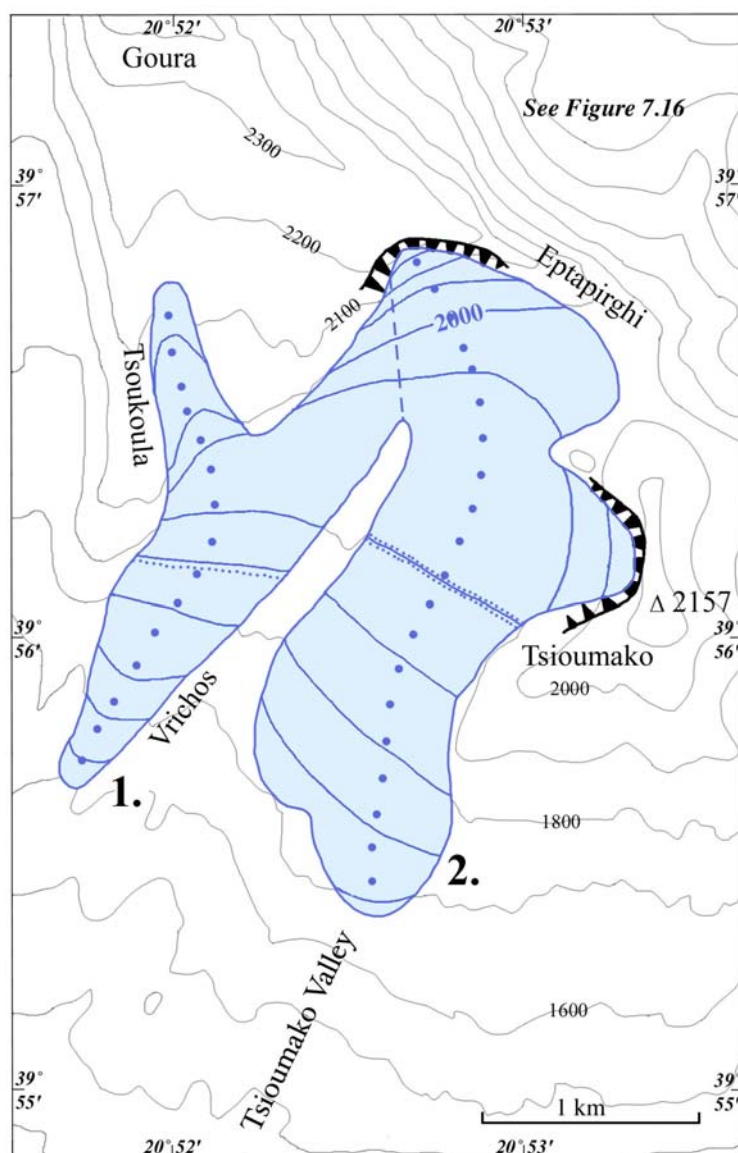 20˚52'
20˚53'
Goura
See Figure 7.16
2300
39˚
57'
39˚
57'
2200
Eptapirghi
2100
2000
Tsoukoula
Δ 2157
39˚
56'
39˚
56'
Tsioumako
2000
Vrichos
1.
1800
2.
Tsioumako Valley
1600
39˚
55'
39˚
55'
1 km
20˚52'
20˚53'